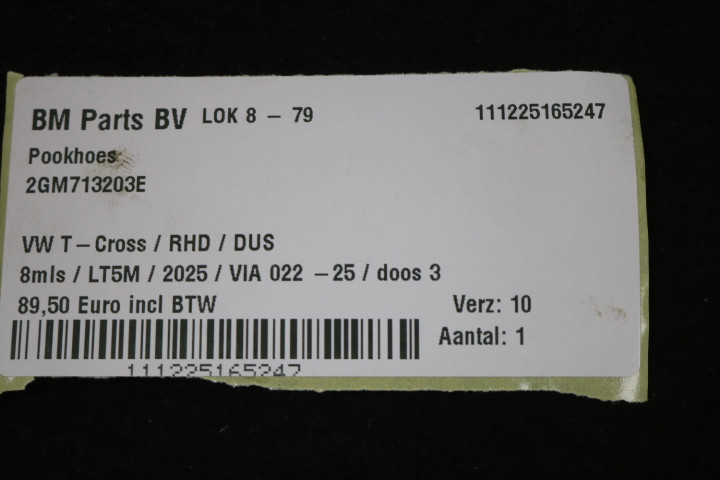 BM Parts BV LOK 8 - 79 111225165247
Pookhoes
2GM713203E
VW T-Cross / RHD / DUS
8mls / LT5M / 2025 / VIA 022 -25 / doos 3
89,50 Euro incl BTW Verz: 10
Aantal: 1
111225165247